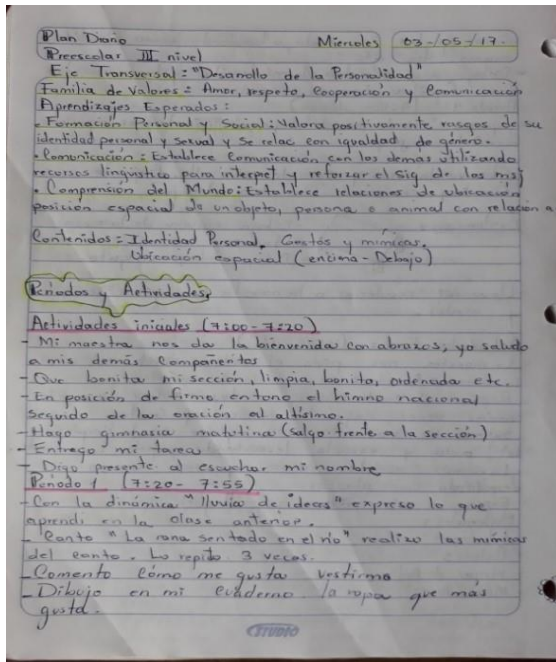 Plan Diario Miercoles 03-/05-/17.
Preescolar III nivel
Eje Transversal: "Desarrollo de la Personalidad"
Familia de Valores: Amor, respeto, Cooperación y Comunicación
Aprendizajes Esperados:
• Formación Personal y Social: Valora positivamente rasgos de su
identidad personal y sexual y se relac con igualdad de género.
• Comunicación: Establece Comunicación con los demas utilizando
recursos linguistico para interpret y reforzar el sig de los msj
• Comprensión del Mundo: Establece relaciones de ubicación
posición espacial de un objeto, persona o animal con relación a
Contenidos: Identidad Personal, Gestos y mimicas.
Ubicación espacial (encima - Debajo)
Periodos y Actividades,
Actividades iniciales (7:00 - 7:20)
- Mi maestra nos da la bienvenida con abrazos, yo saludo
a mis demás Compañeritos
- Que bonita mi sección, limpia, bonita, ordenada etc.
- En posición de firme entono el himno nacional
seguido de la oración al altísimo.
- Hago gimnasia matutina (salgo frente a la sección)
- Entrego mi tarea
- Digo presente al escuchar mi nombre
Periodo 1 (7:20 - 7:55)
- Con la dinámica "lluvia de ideas" expreso lo que
aprendi en la clase anterior.
- Canto "La rana sentada en el rio" realizo las mimicas
del canto. Lo repito 3 veces.
- Comento cómo me gusta vestirme
- Dibujo en mi Cuaderno la ropa que más
gusta.
STUDIO